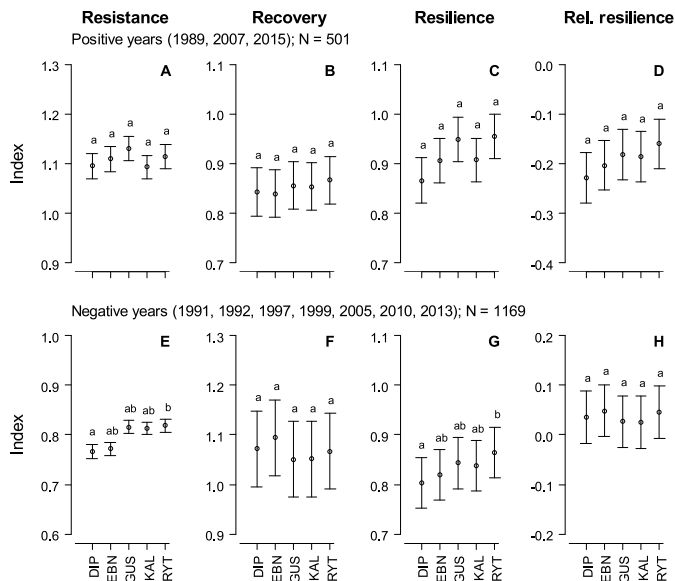 Resistance Recovery Resilience Rel. resilience
Positive years (1989, 2007, 2015); N = 501
Index
A
1.3
1.2
1.1
1.0
0.9
a a a a a
B
1.1
1.0
0.9
0.8
0.7
a a a a a
C
1.1
1.0
0.9
0.8
0.7
a a a a a
D
0.0
-0.1
-0.2
-0.3
-0.4
a a a a a
Negative years (1991, 1992, 1997, 1999, 2005, 2010, 2013); N = 1169
Index
E
1.0
0.9
0.8
0.7
0.6
a ab ab ab b
DIP EBN GUS KAL RYT
F
1.3
1.2
1.1
1.0
0.9
a a a a a
DIP EBN GUS KAL RYT
G
1.1
1.0
0.9
0.8
0.7
a ab ab ab b
DIP EBN GUS KAL RYT
H
0.2
0.1
0.0
-0.1
-0.2
a a a a a
DIP EBN GUS KAL RYT